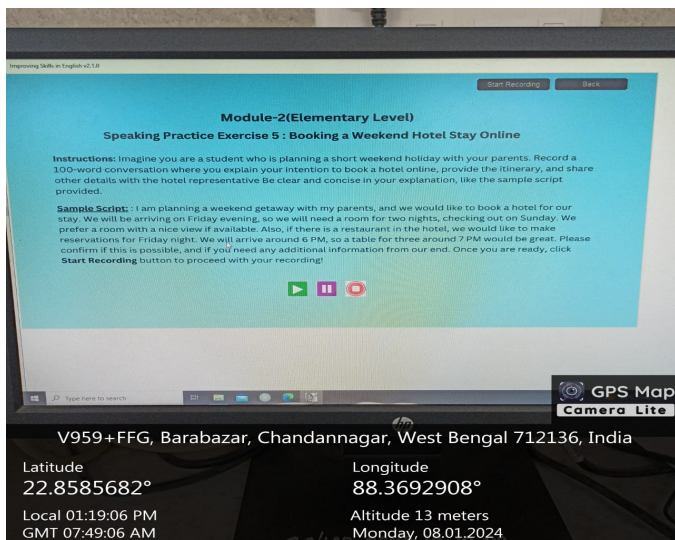 Improving Skills in English v2.1.0
Start Recording Back
Module-2(Elementary Level)
Speaking Practice Exercise 5 : Booking a Weekend Hotel Stay Online
Instructions: Imagine you are a student who is planning a short weekend holiday with your parents. Record a
100-word conversation where you explain your intention to book a hotel online, provide the itinerary, and share
other details with the hotel representative Be clear and concise in your explanation, like the sample script
provided.
Sample Script: : I am planning a weekend getaway with my parents, and we would like to book a hotel for our
stay. We will be arriving on Friday evening, so we will need a room for two nights, checking out on Sunday. We
prefer a room with a nice view if available. Also, if there is a restaurant in the hotel, we would like to make
reservations for Friday night. We will arrive around 6 PM, so a table for three around 7 PM would be great. Please
confirm if this is possible, and if you need any additional information from our end. Once you are ready, click
Start Recording button to proceed with your recording!
Type here to search
hp
GPS Map
Camera Lite
V959+FFG, Barabazar, Chandannagar, West Bengal 712136, India
Latitude Longitude
22.8585682° 88.3692908°
Local 01:19:06 PM Altitude 13 meters
GMT 07:49:06 AM Monday, 08.01.2024